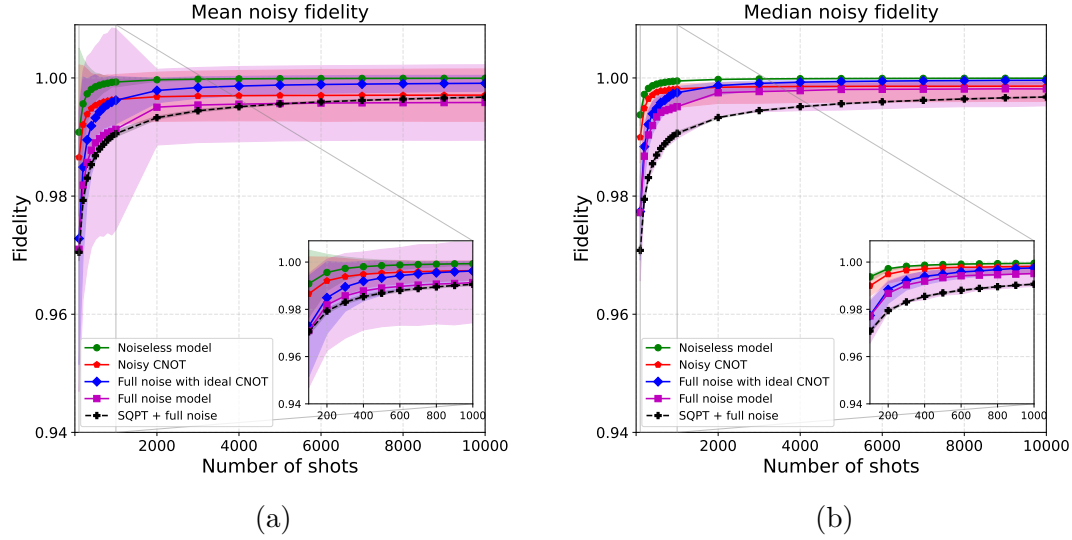 Mean noisy fidelity
1.00
0.98
0.96
0.94
Fidelity
2000 4000 6000 8000 10000
Number of shots
Noiseless model
Noisy CNOT
Full noise with ideal CNOT
Full noise model
SQPT + full noise
1.00
0.98
0.96
0.94
200 400 600 800 1000
(a)
Median noisy fidelity
1.00
0.98
0.96
0.94
Fidelity
2000 4000 6000 8000 10000
Number of shots
Noiseless model
Noisy CNOT
Full noise with ideal CNOT
Full noise model
SQPT + full noise
1.00
0.98
0.96
0.94
200 400 600 800 1000
(b)